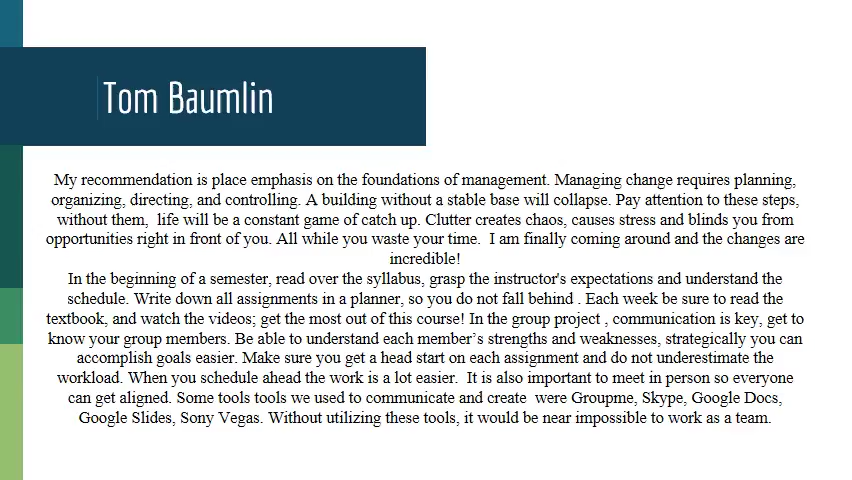 Tom Baumlin
My recommendation is place emphasis on the foundations of management. Managing change requires planning,
organizing, directing, and controlling. A building without a stable base will collapse. Pay attention to these steps,
without them,  life will be a constant game of catch up. Clutter creates chaos, causes stress and blinds you from
opportunities right in front of you. All while you waste your time.  I am finally coming around and the changes are
incredible!
In the beginning of a semester, read over the syllabus, grasp the instructor's expectations and understand the
schedule. Write down all assignments in a planner, so you do not fall behind . Each week be sure to read the
textbook, and watch the videos; get the most out of this course! In the group project , communication is key, get to
know your group members. Be able to understand each member’s strengths and weaknesses, strategically you can
accomplish goals easier. Make sure you get a head start on each assignment and do not underestimate the
workload. When you schedule ahead the work is a lot easier.  It is also important to meet in person so everyone
can get aligned. Some tools tools we used to communicate and create  were Groupme, Skype, Google Docs,
Google Slides, Sony Vegas. Without utilizing these tools, it would be near impossible to work as a team.